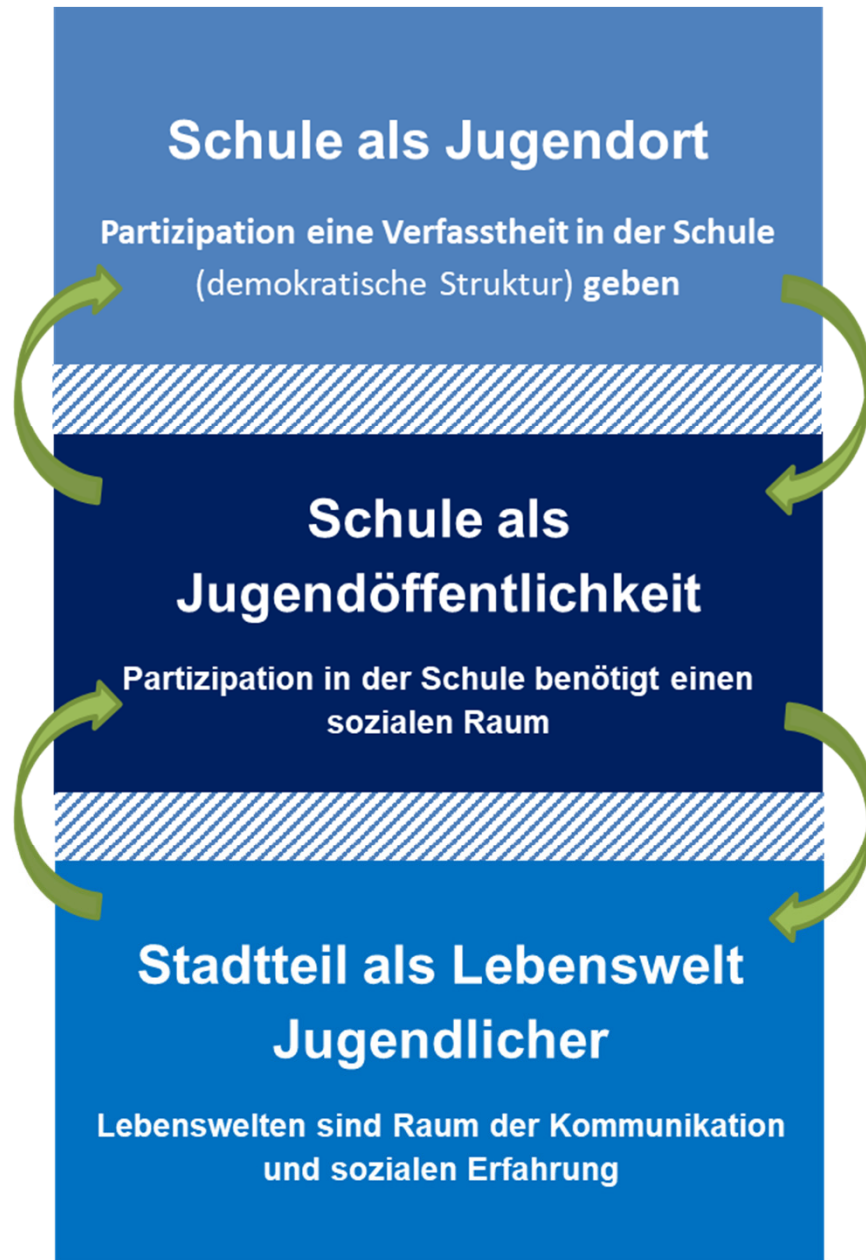 Schule als Jugendort
Partizipation eine Verfasstheit in der Schule
(demokratische Struktur) geben
Schule als
Jugendöffentlichkeit
Partizipation in der Schule benötigt einen
sozialen Raum
Stadtteil als Lebenswelt
Jugendlicher
Lebenswelten sind Raum der Kommunikation
und sozialen Erfahrung